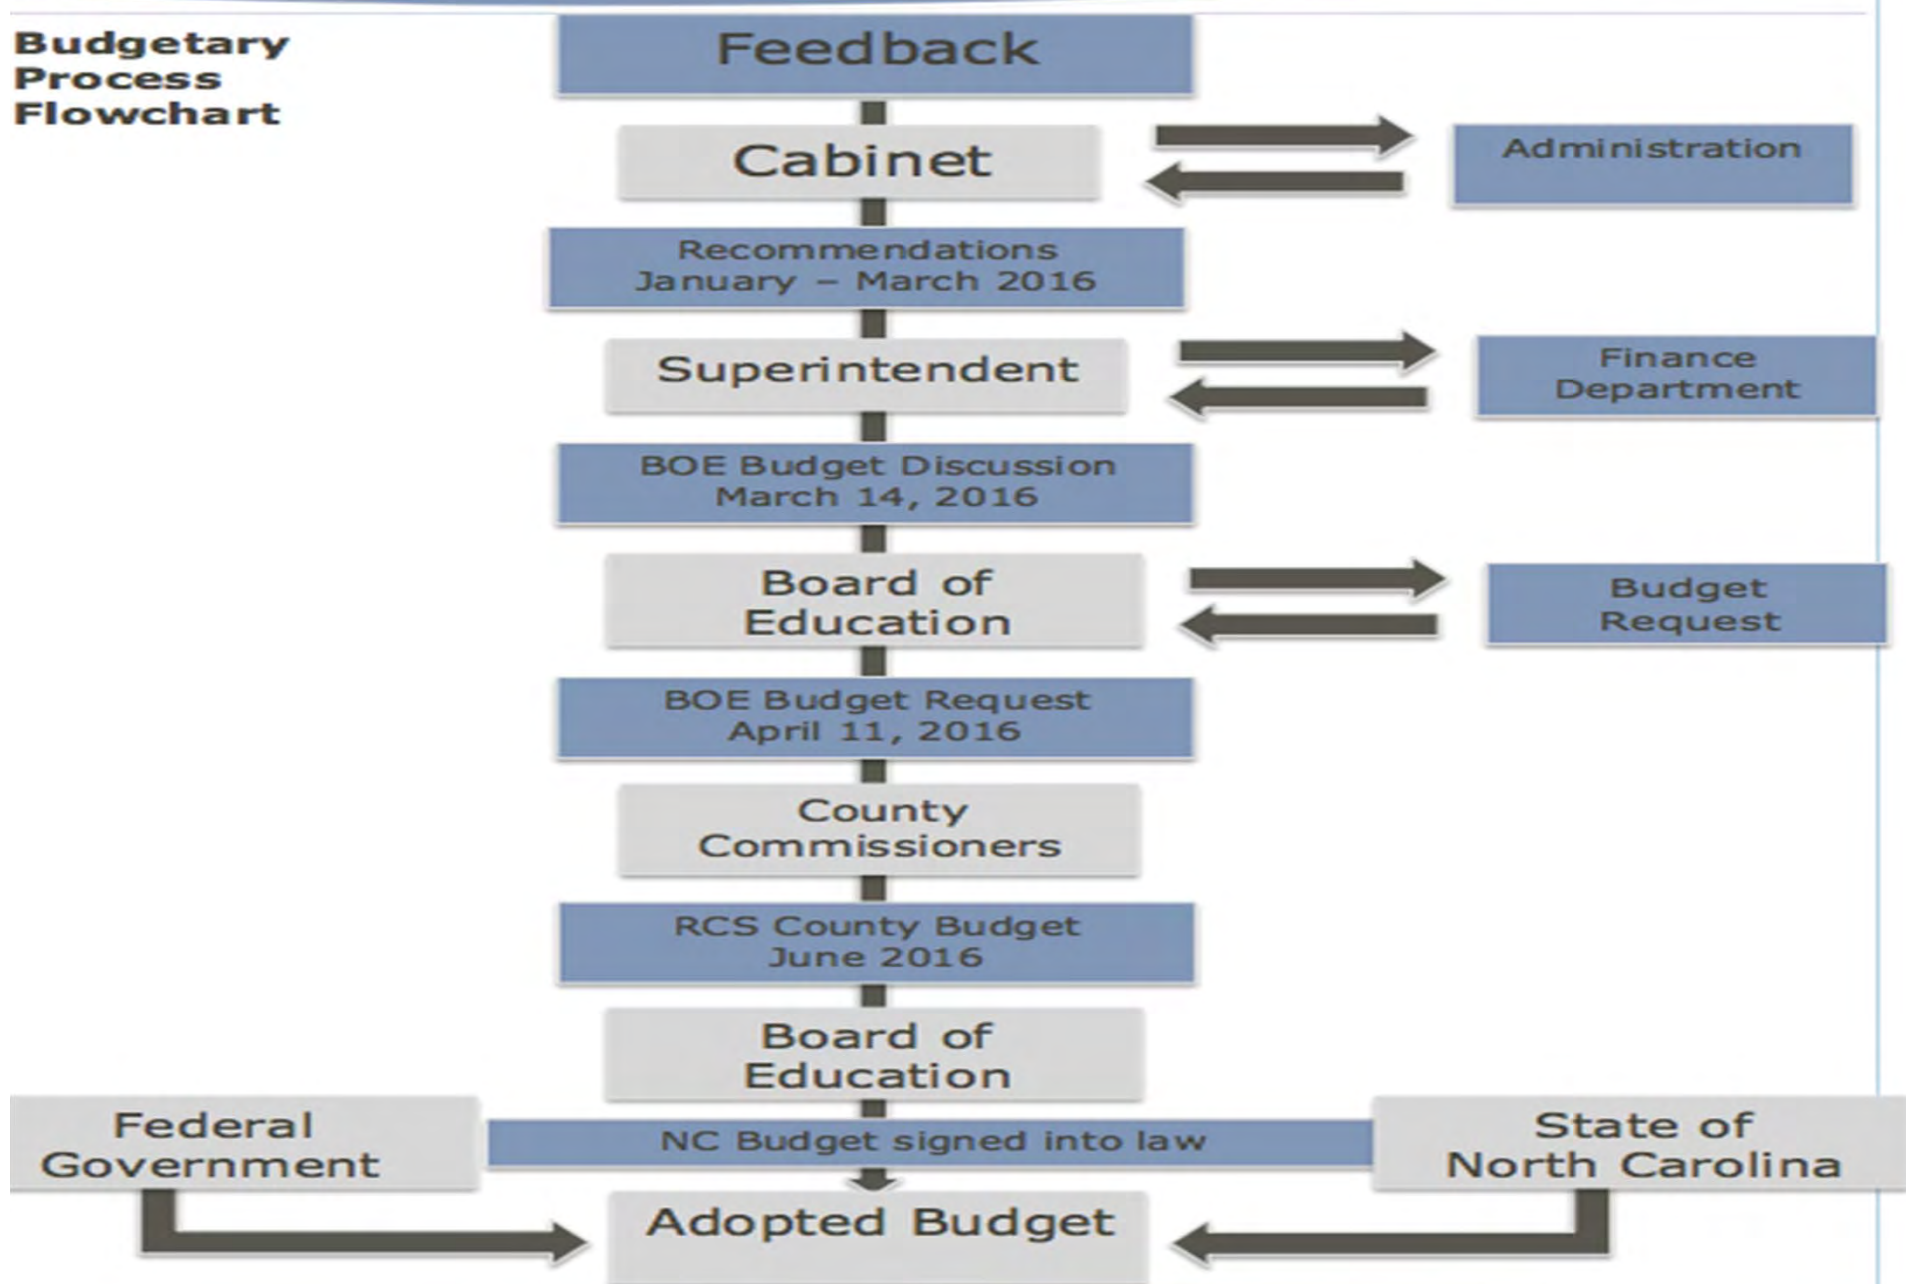 Budgetary
Process
Flowchart
Feedback
Cabinet
Administration
Recommendations
January – March 2016
Superintendent
Finance
Department
BOE Budget Discussion
March 14, 2016
Board of
Education
Budget
Request
BOE Budget Request
April 11, 2016
County
Commissioners
RCS County Budget
June 2016
Board of
Education
Federal
Government
NC Budget signed into law
State of
North Carolina
Adopted Budget